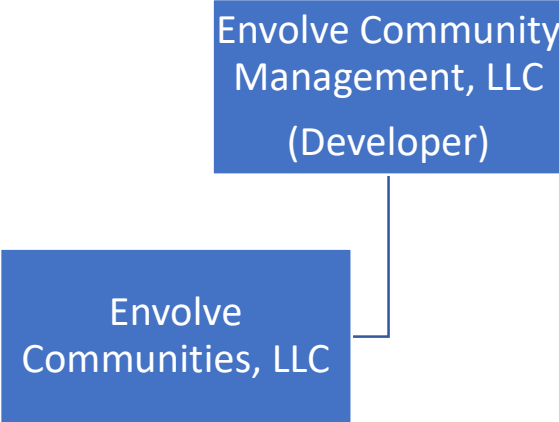 Envolve Community
Management, LLC
(Developer)
Envolve
Communities, LLC